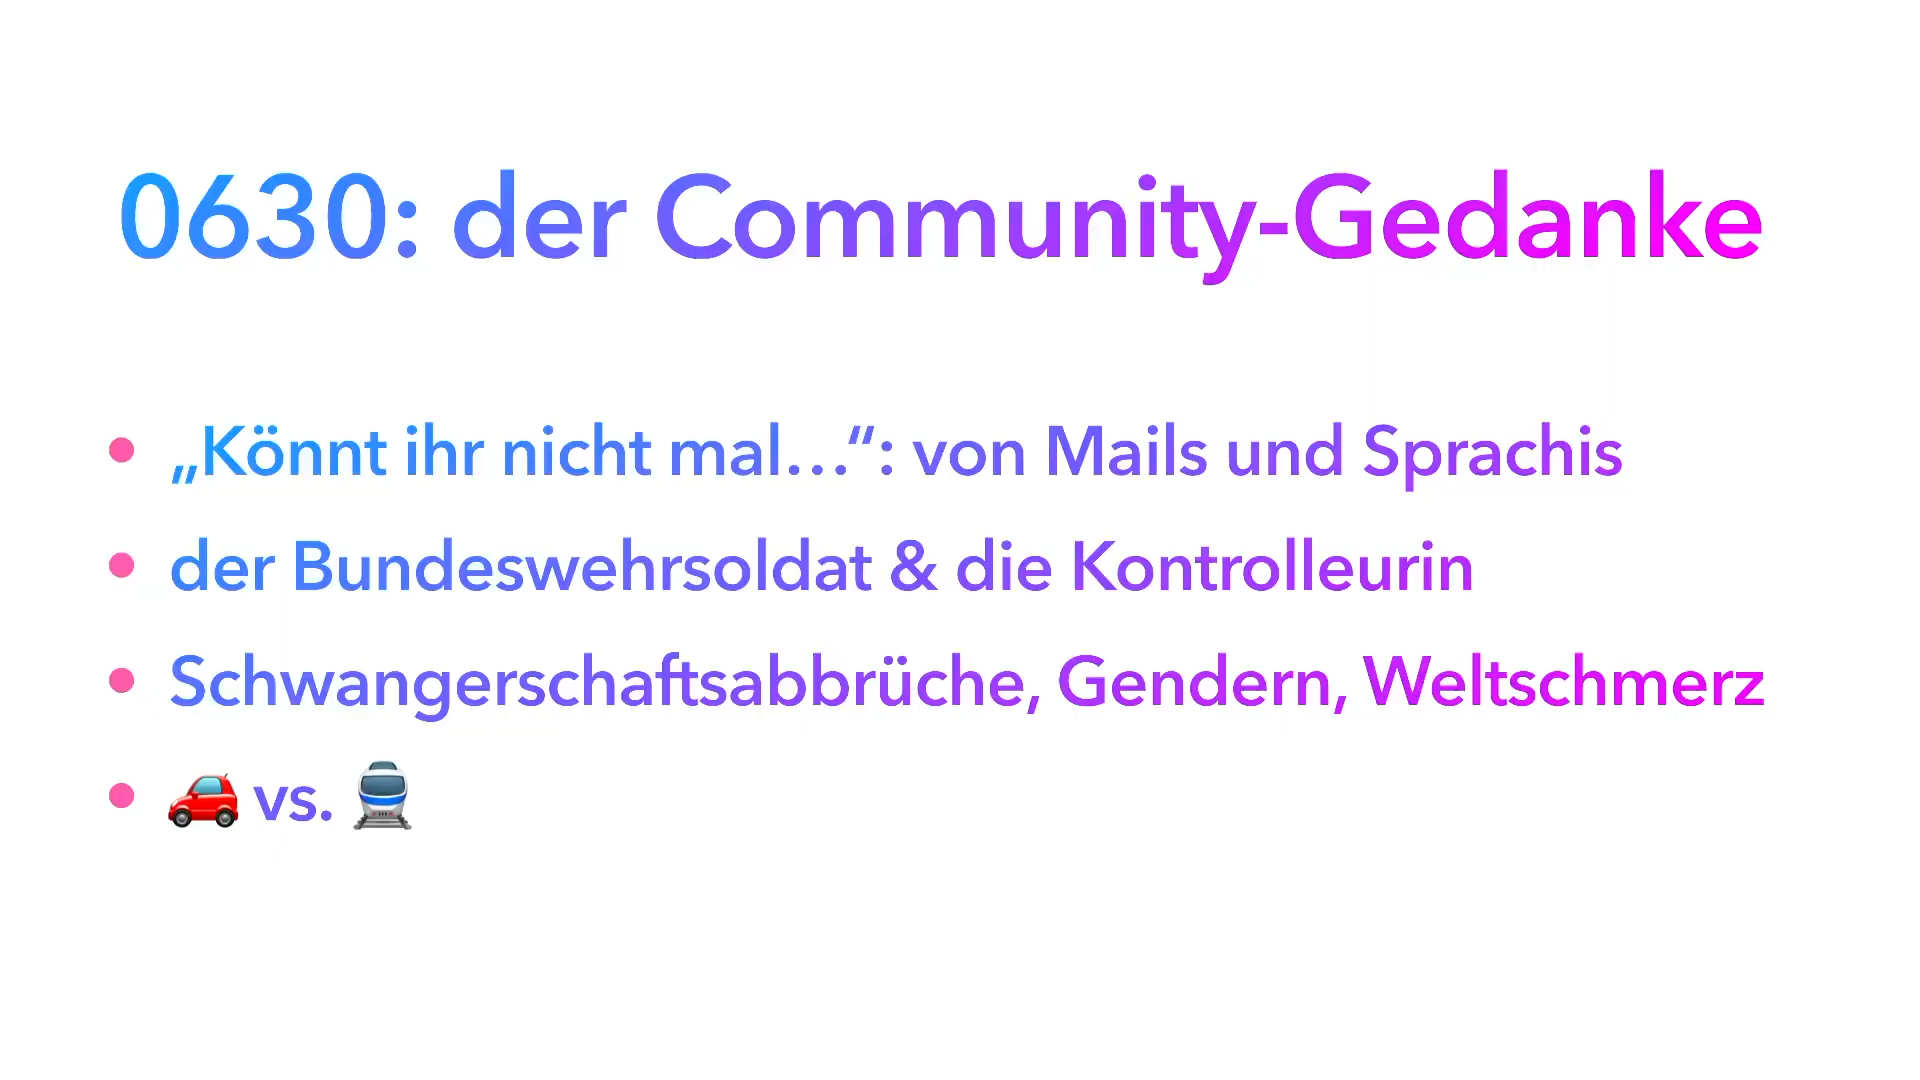 0630: der Community-Gedanke
• „Könnt ihr nicht mal…“: von Mails und Sprachis
• der Bundeswehrsoldat & die Kontrolleurin
• Schwangerschaftsabbrüche, Gendern, Weltschmerz
• 🚗 vs. 🚆